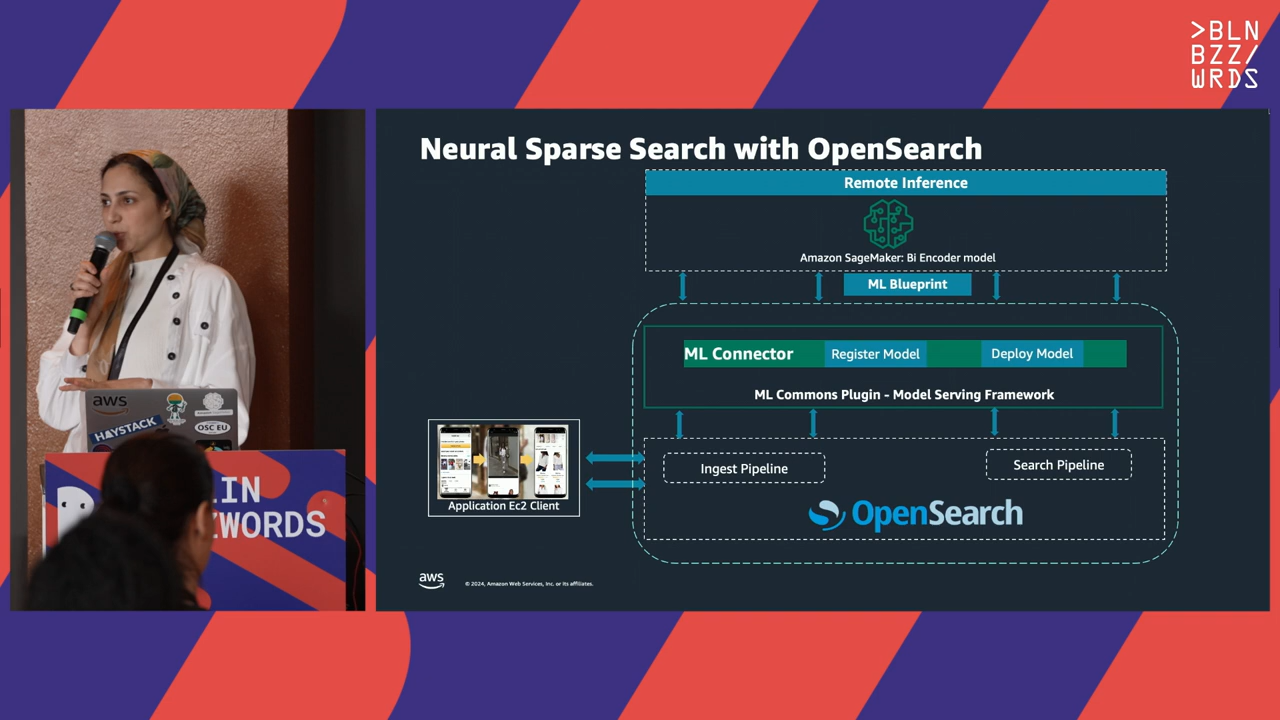 >BLN
BZZ/
WRDS
Neural Sparse Search with OpenSearch
Remote Inference
Amazon SageMaker: Bi Encoder model
ML Blueprint
ML Connector
Register Model
Deploy Model
ML Commons Plugin - Model Serving Framework
Ingest Pipeline
Search Pipeline
OpenSearch
Application Ec2 Client
aws
© 2024, Amazon Web Services, Inc. or its affiliates.
aws
HAYSTACK
OSC EU
LIN
ZWORDS